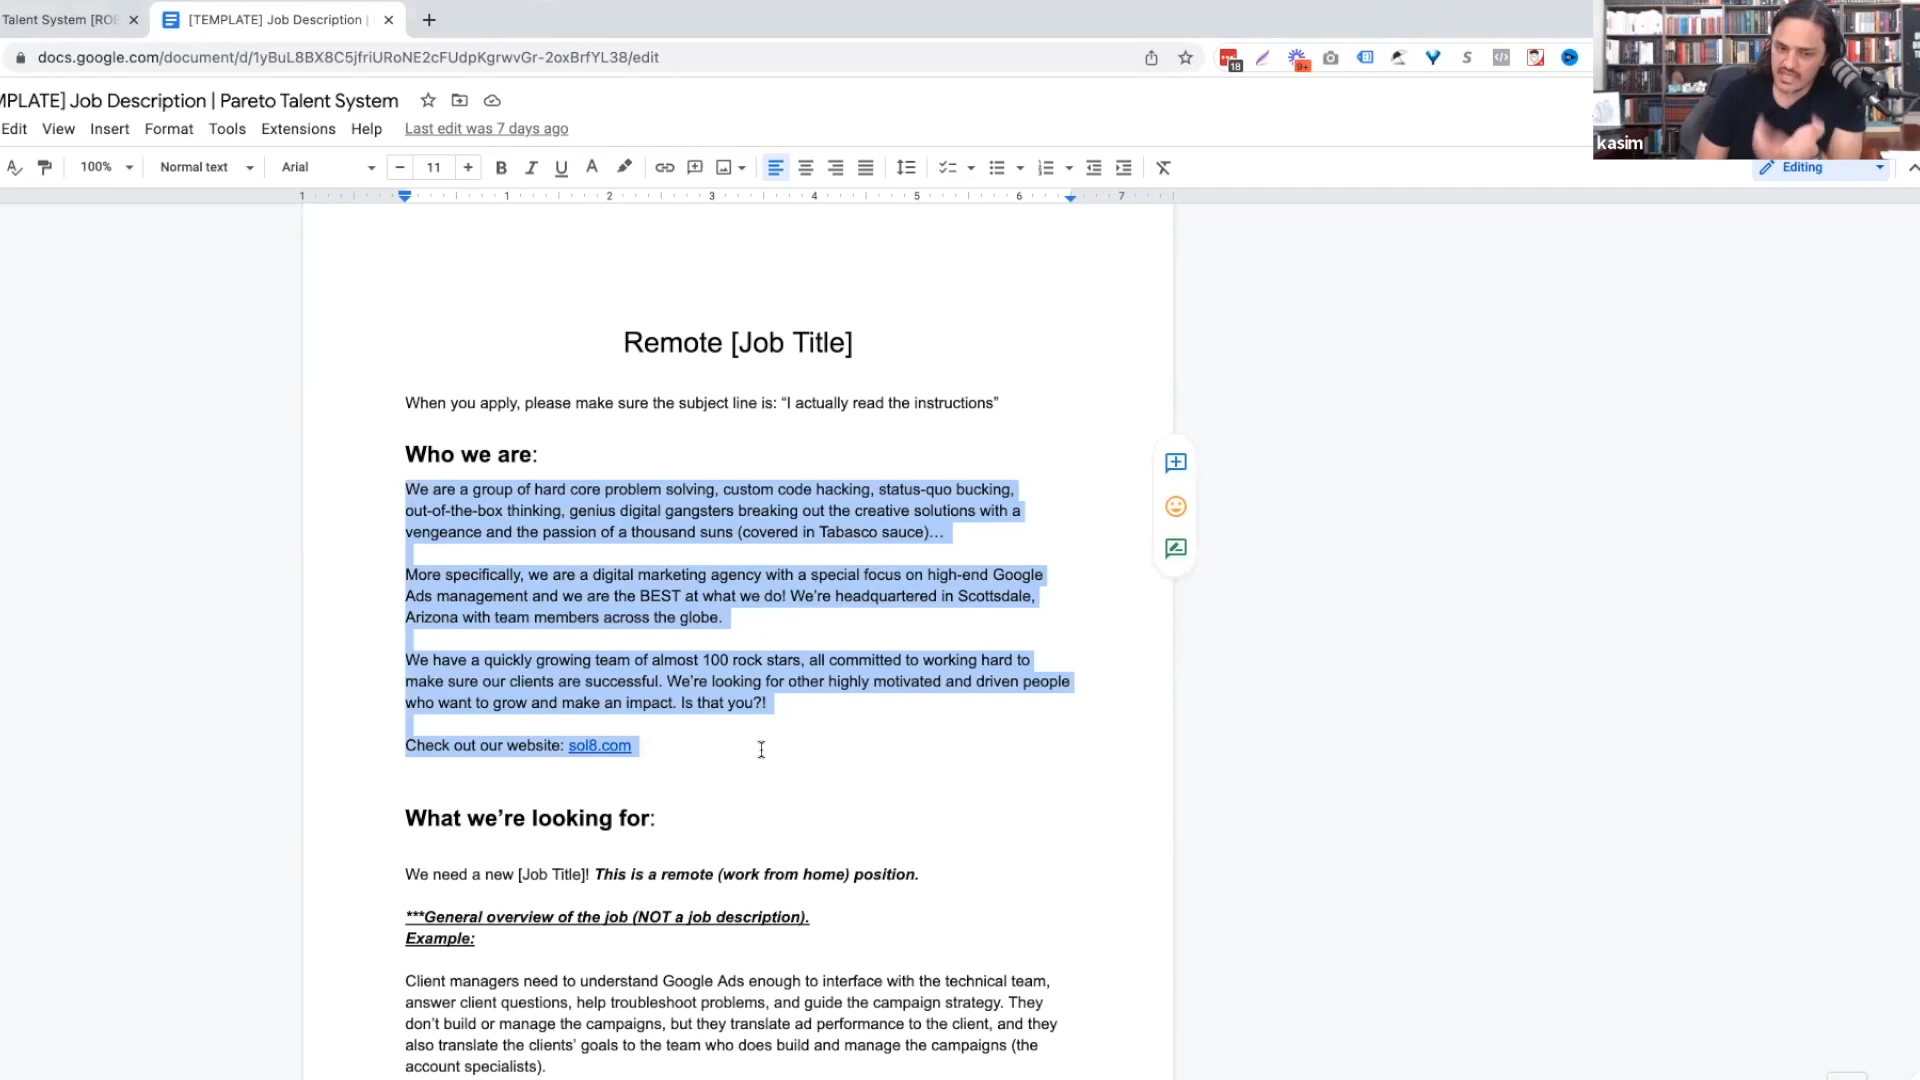 Talent System [ROB
[TEMPLATE] Job Description |
docs.google.com/document/d/1yBuL8BX8C5jfriURoNE2cFUdpKgrwvGr-2oxBrfYL38/edit
18
9+
MPLATE] Job Description | Pareto Talent System
Edit View Insert Format Tools Extensions Help Last edit was 7 days ago
kasim
100% Normal text Arial 11 Editing
1 1 2 3 4 5 6 7
Remote [Job Title]
When you apply, please make sure the subject line is: “I actually read the instructions”
Who we are:
We are a group of hard core problem solving, custom code hacking, status-quo bucking,
out-of-the-box thinking, genius digital gangsters breaking out the creative solutions with a
vengeance and the passion of a thousand suns (covered in Tabasco sauce)…
More specifically, we are a digital marketing agency with a special focus on high-end Google
Ads management and we are the BEST at what we do! We’re headquartered in Scottsdale,
Arizona with team members across the globe.
We have a quickly growing team of almost 100 rock stars, all committed to working hard to
make sure our clients are successful. We’re looking for other highly motivated and driven people
who want to grow and make an impact. Is that you?!
Check out our website: sol8.com
What we’re looking for:
We need a new [Job Title]! This is a remote (work from home) position.
***General overview of the job (NOT a job description).
Example:
Client managers need to understand Google Ads enough to interface with the technical team,
answer client questions, help troubleshoot problems, and guide the campaign strategy. They
don’t build or manage the campaigns, but they translate ad performance to the client, and they
also translate the clients’ goals to the team who does build and manage the campaigns (the
account specialists).